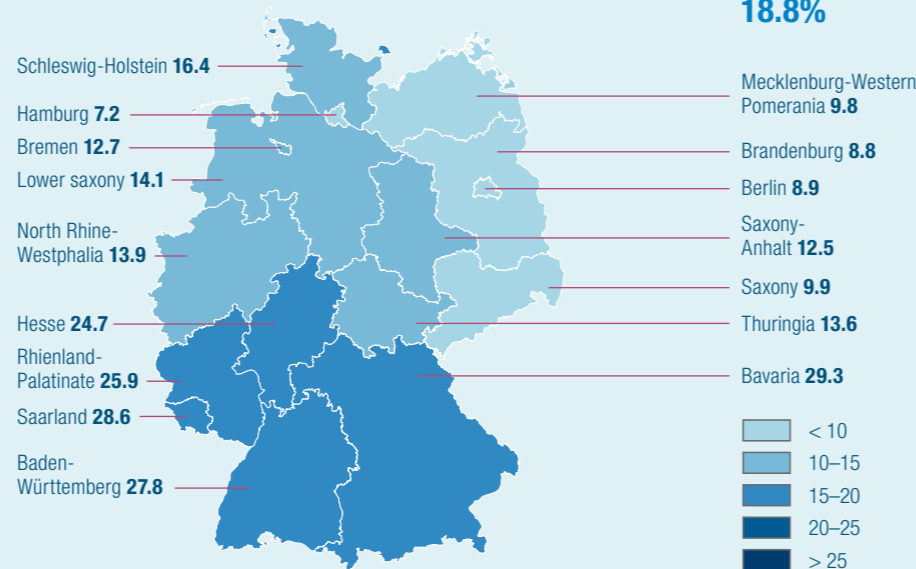 18.8%
Schleswig-Holstein 16.4
Hamburg 7.2
Bremen 12.7
Lower saxony 14.1
North Rhine-
Westphalia 13.9
Hesse 24.7
Rhienland-
Palatinate 25.9
Saarland 28.6
Baden-
Württemberg 27.8
Mecklenburg-Western
Pomerania 9.8
Brandenburg 8.8
Berlin 8.9
Saxony-
Anhalt 12.5
Saxony 9.9
Thuringia 13.6
Bavaria 29.3
< 10
10–15
15–20
20–25
> 25